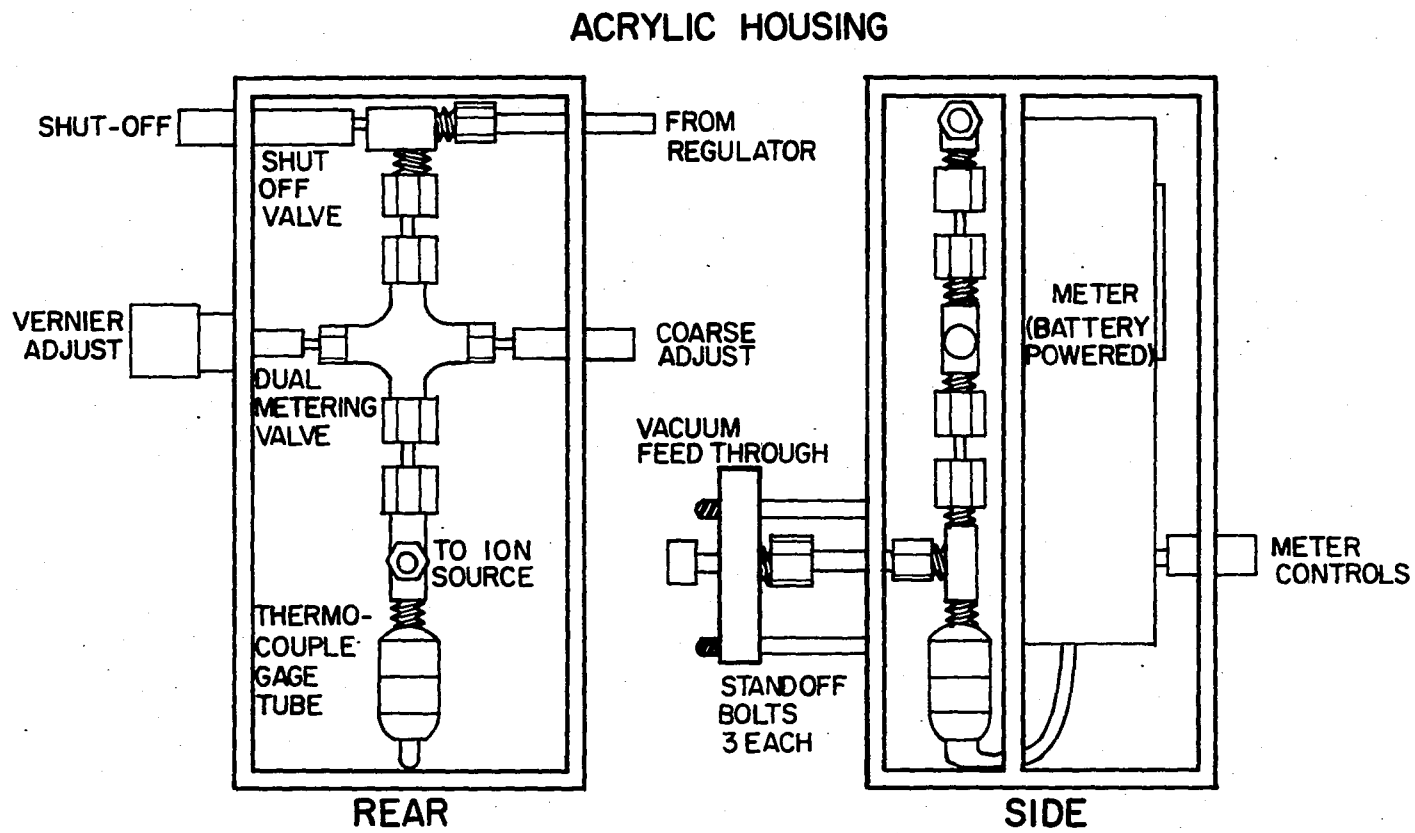 ACRYLIC HOUSING
SHUT-OFF
SHUT
OFF
VALVE
FROM
REGULATOR
VERNIER
ADJUST
COARSE
ADJUST
DUAL
METERING
VALVE
TO ION
SOURCE
THERMO-
COUPLE
GAGE
TUBE
REAR
METER
(BATTERY
POWERED)
VACUUM
FEED THROUGH
METER
CONTROLS
STANDOFF
BOLTS
3 EACH
SIDE